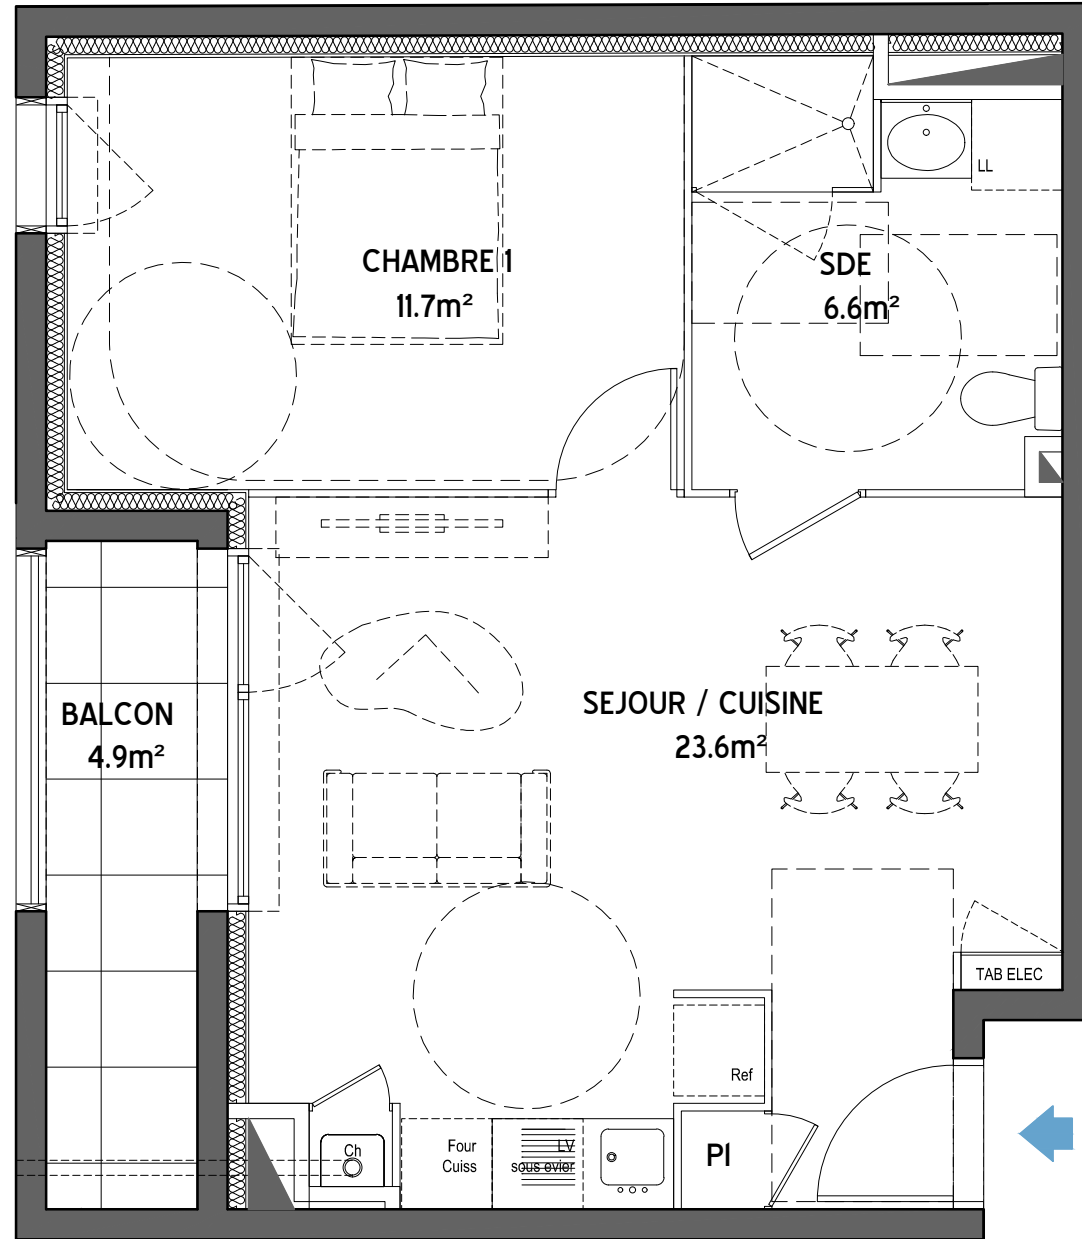 LL
CHAMBRE 1
11.7m²
SDE
6.6m²
BALCON
4.9m²
SEJOUR / CUISINE
23.6m²
TAB ELEC
Ref
Ch
Four
Cuiss
LV
sous evier
Pl